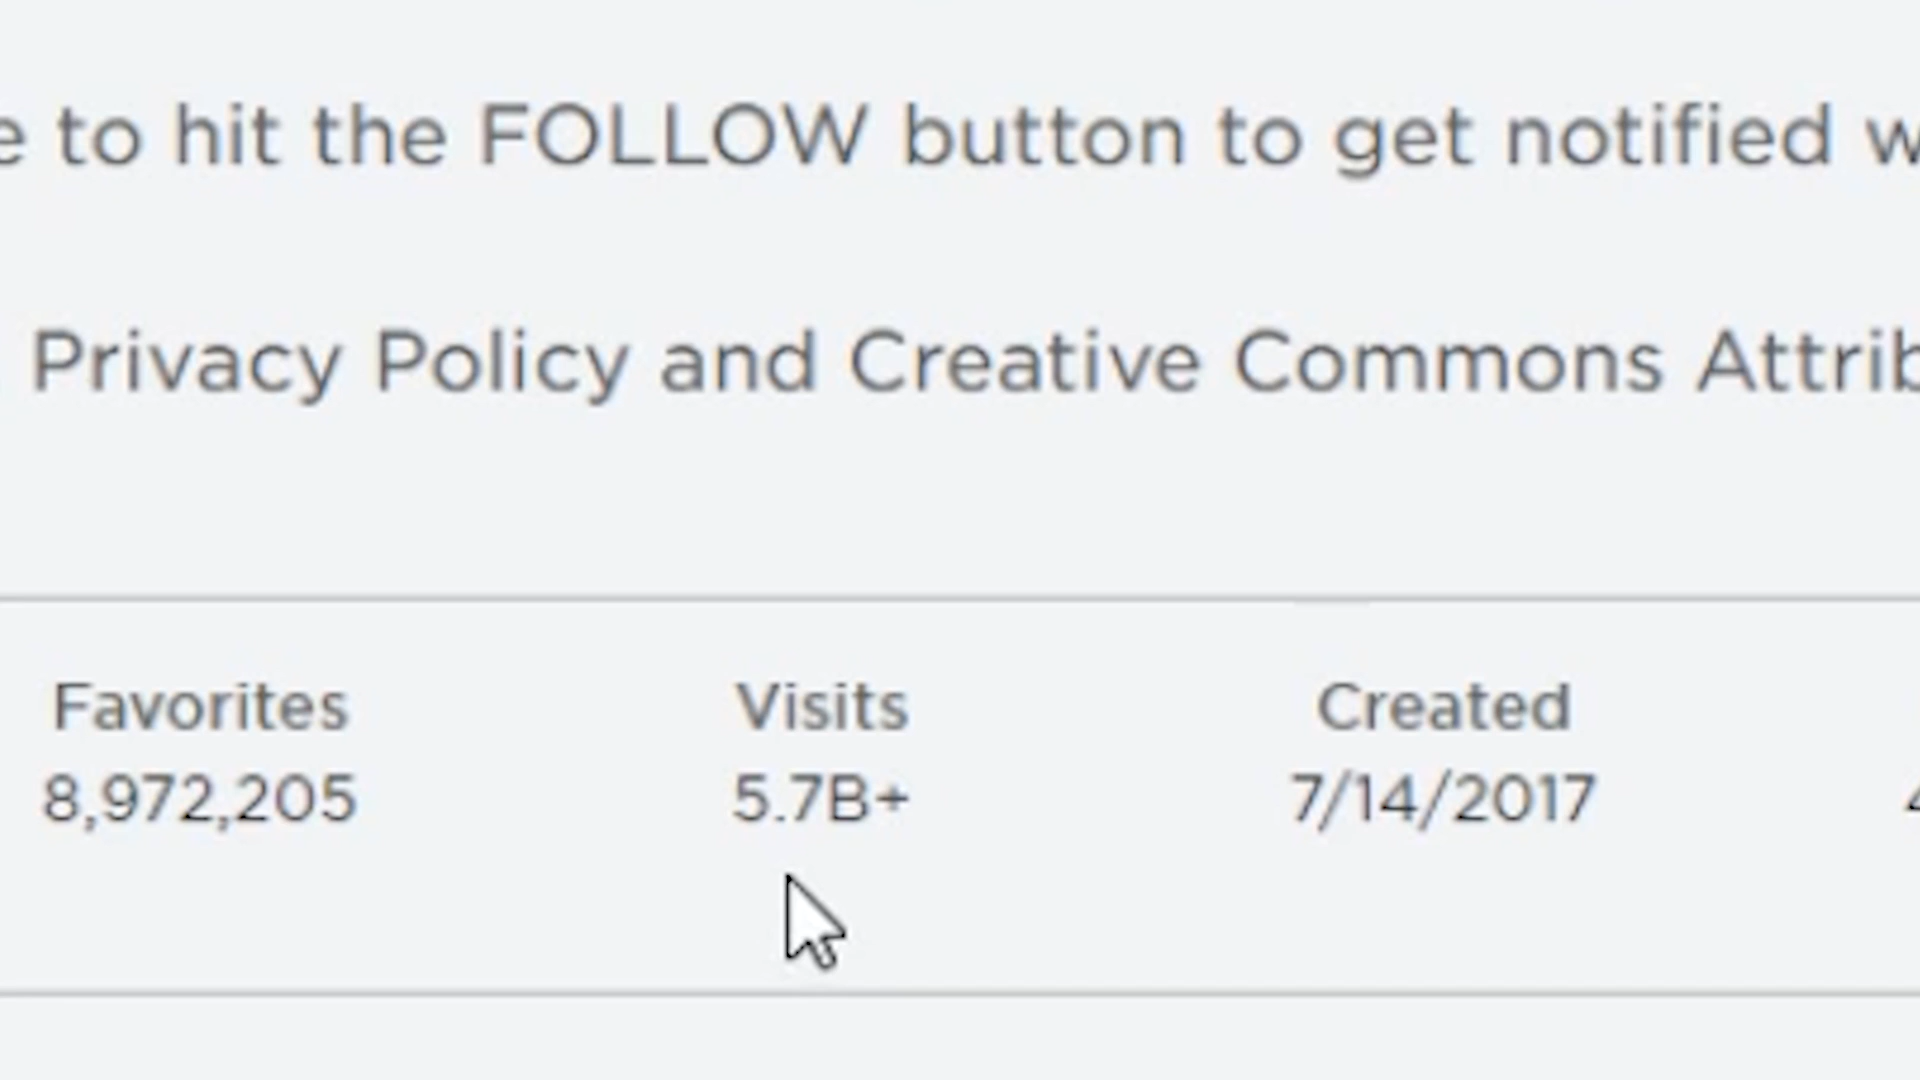 to hit the FOLLOW button to get notified
Privacy Policy and Creative Commons
Favorites Visits Created
8,972,205 5.7B+ 7/14/2017